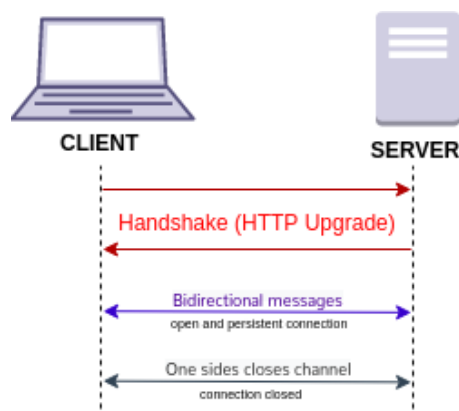 CLIENT
SERVER
Handshake (HTTP Upgrade)
Bidirectional messages
open and persistent connection
One sides closes channel
connection closed